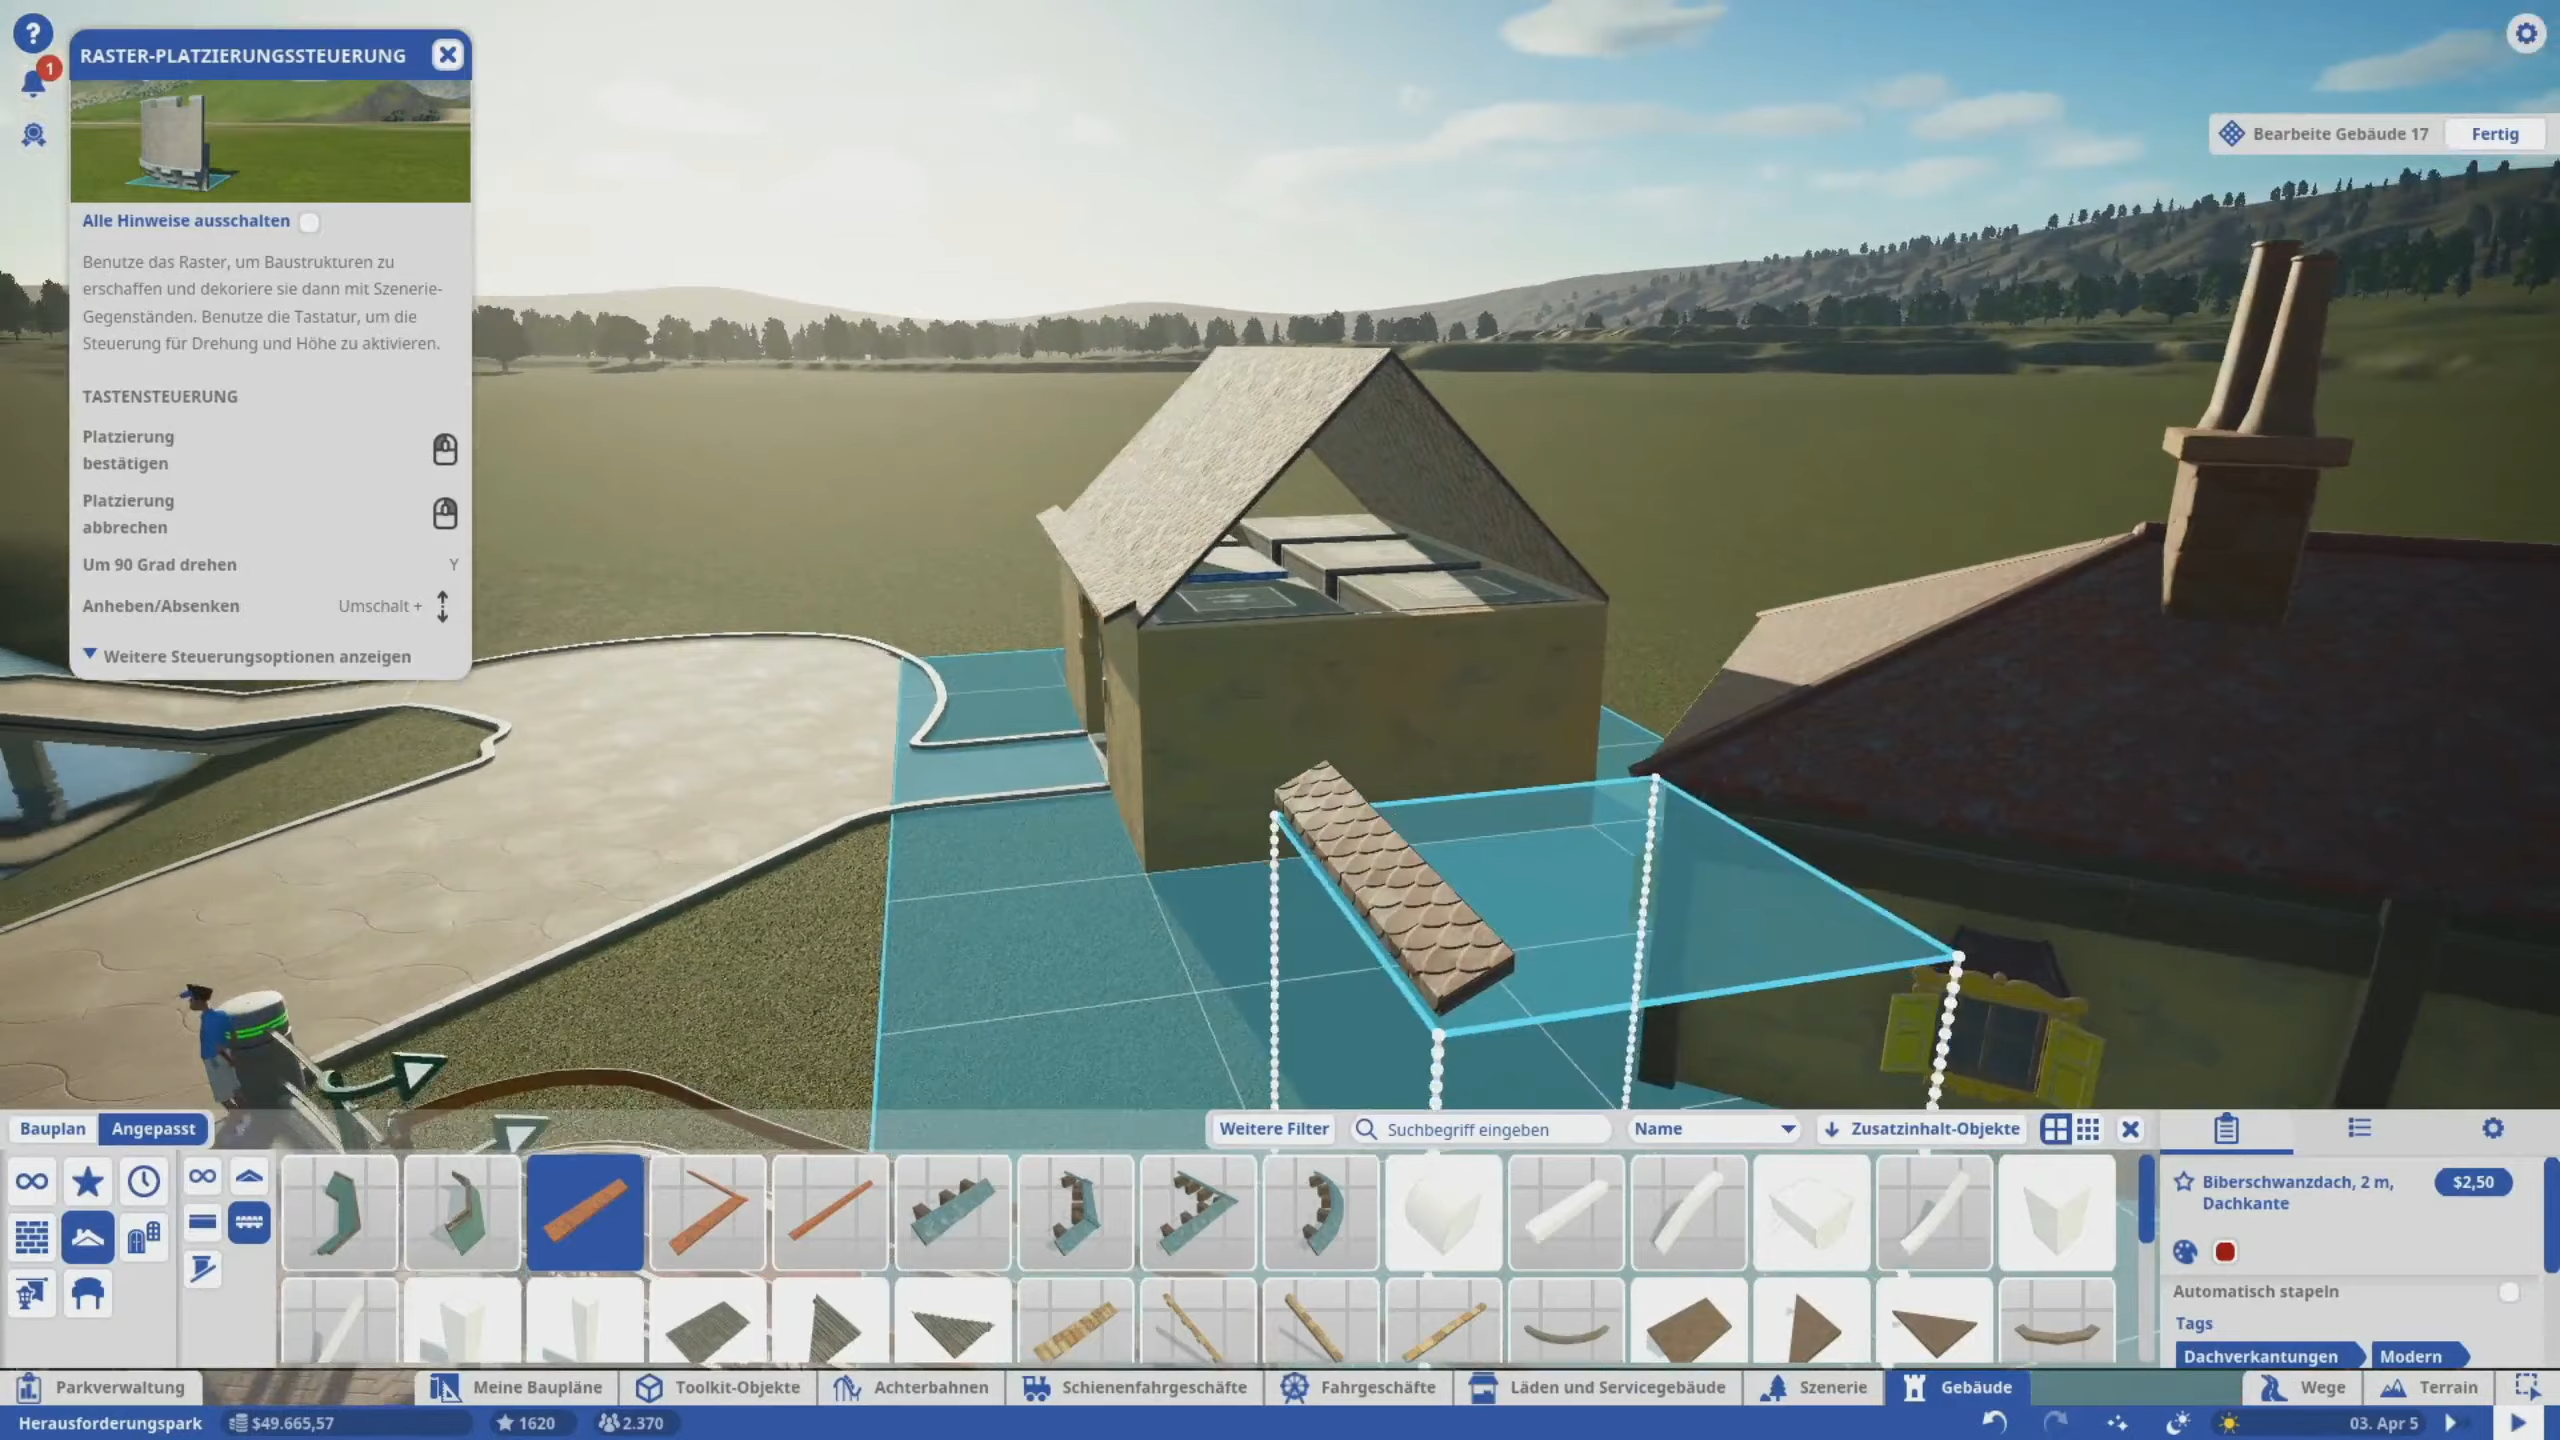 ?
1
RASTER-PLATZIERUNGSSTEUERUNG
Alle Hinweise ausschalten
Benutze das Raster, um Baustrukturen zu
erschaffen und dekoriere sie dann mit Szenerie-
Gegenständen. Benutze die Tastatur, um die
Steuerung für Drehung und Höhe zu aktivieren.
TASTENSTEUERUNG
Platzierung
bestätigen
Platzierung
abbrechen
Um 90 Grad drehen Y
Anheben/Absenken Umschalt +
Weitere Steuerungsoptionen anzeigen
Bearbeite Gebäude 17 Fertig
Bauplan Angepasst
Weitere Filter Suchbegriff eingeben Name Zusatzinhalt-Objekte
Biberschwanzdach, 2 m,
Dachkante
$2,50
Automatisch stapeln
Tags
Dachverkantungen Modern
Parkverwaltung Meine Baupläne Toolkit-Objekte Achterbahnen Schienenfahrgeschäfte Fahrgeschäfte Läden und Servicegebäude Szenerie Gebäude Wege Terrain
Herausforderungspark $49.665,57 1620 2.370 03. Apr 5